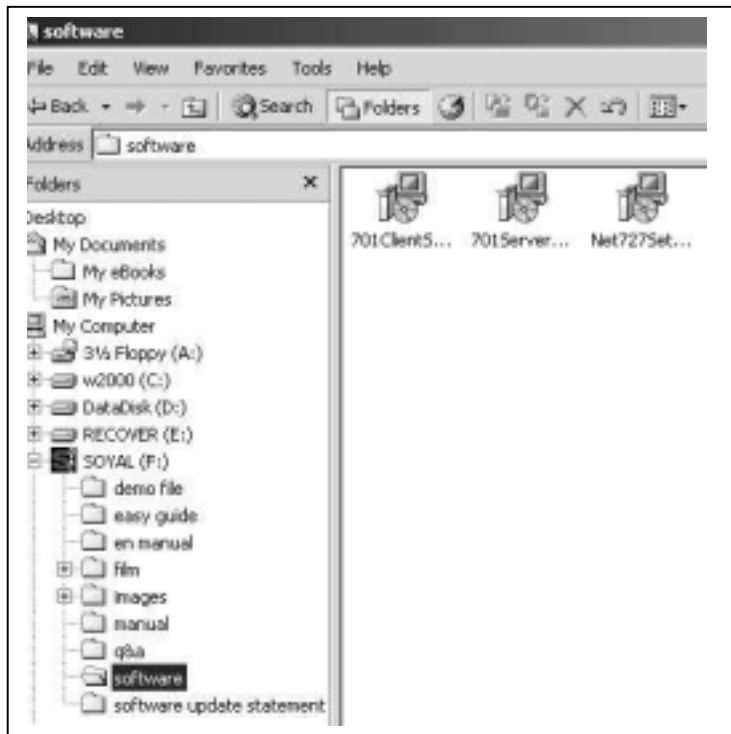 software
File Edit View Favorites Tools Help
Back Search Folders
Address software
Folders
Desktop
My Documents
My eBooks
My Pictures
My Computer
3½ Floppy (A:)
w2000 (C:)
DataDisk (D:)
RECOVER (E:)
SOYAL (F:)
demo file
easy guide
en manual
film
Images
manual
q&a
software
software update statement
701ClientS... 701Server... Net727Set...